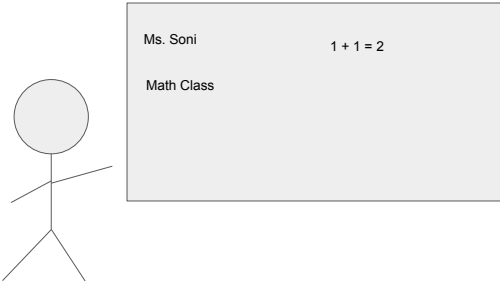 Ms. Soni
1 + 1 = 2
Math Class